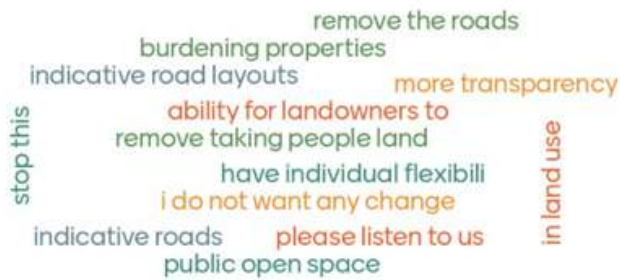 remove the roads
burdening properties
indicative road layouts
more transparency
ability for landowners to
stop this
remove taking people land
in land use
have individual flexibili
i do not want any change
indicative roads
please listen to us
public open space